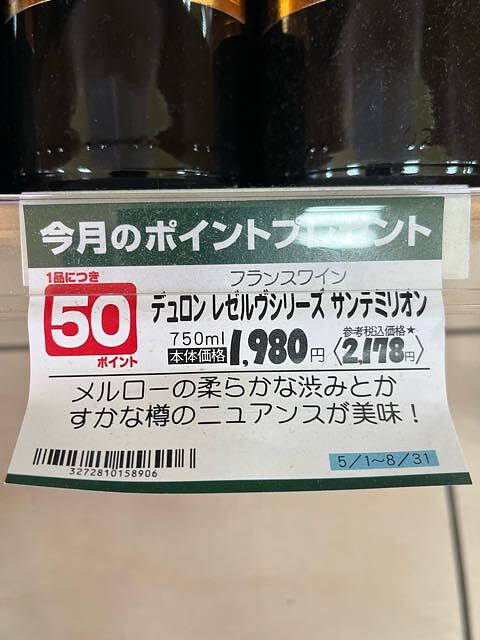 今月のポイントプレゼント
1品につき
50
ポイント
フランスワイン
デュロン レゼルヴシリーズ サンテミリオン
750ml
本体価格 1,980円
参考税込価格★
〈2,178円〉
メルローの柔らかな渋みとか
すかな樽のニュアンスが美味！
3272810158906
5/1~8/31